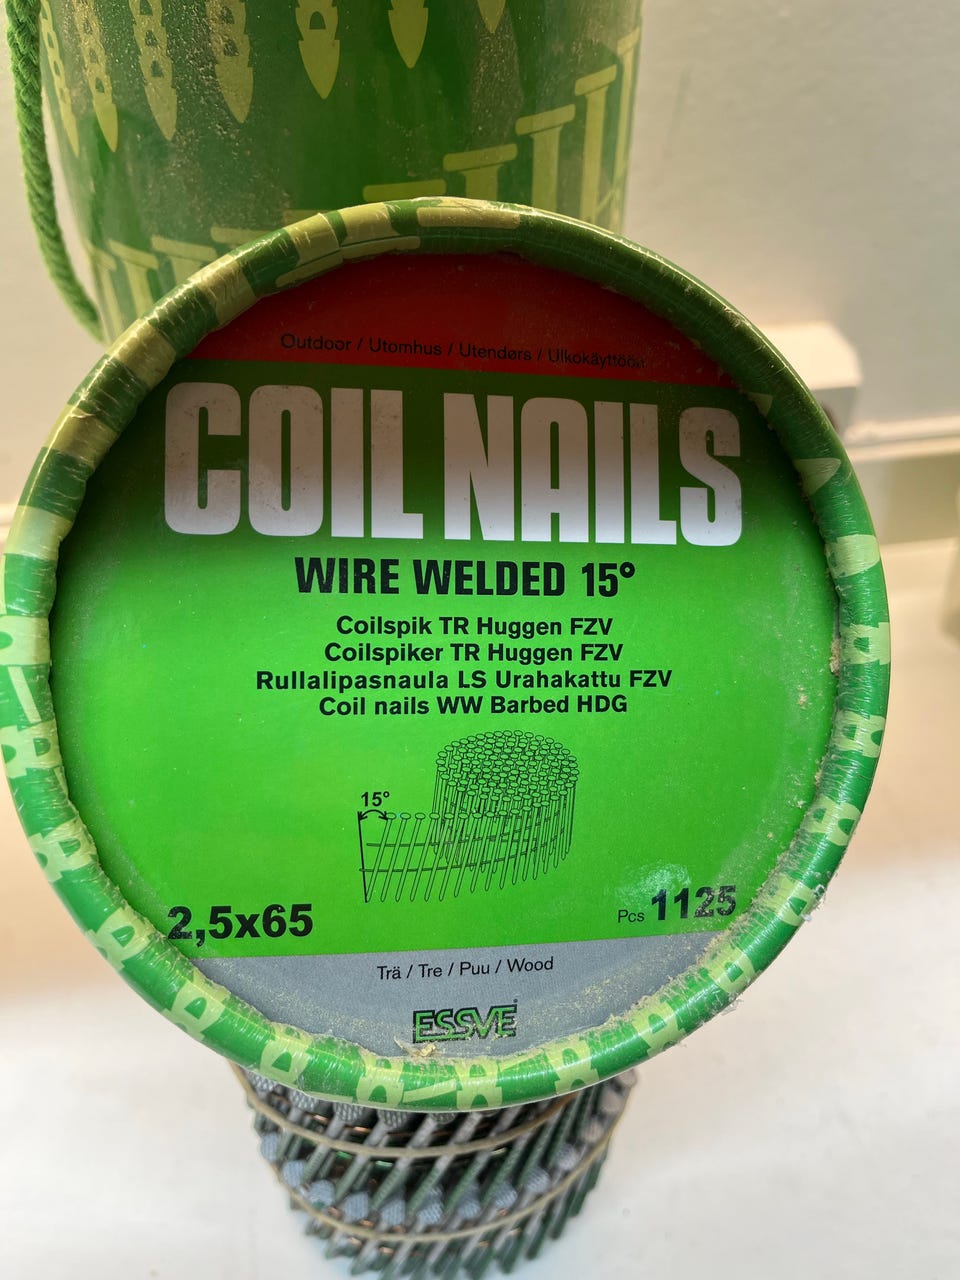 Outdoor / Utomhus / Utendørs / Ulkokäyttöön
COIL NAILS
WIRE WELDED 15°
Coilspik TR Huggen FZV
Coilspiker TR Huggen FZV
Rullalipasnaula LS Urahakattu FZV
Coil nails WW Barbed HDG
15°
2,5x65
Pcs 1125
Trä / Tre / Puu / Wood
ESSVE®